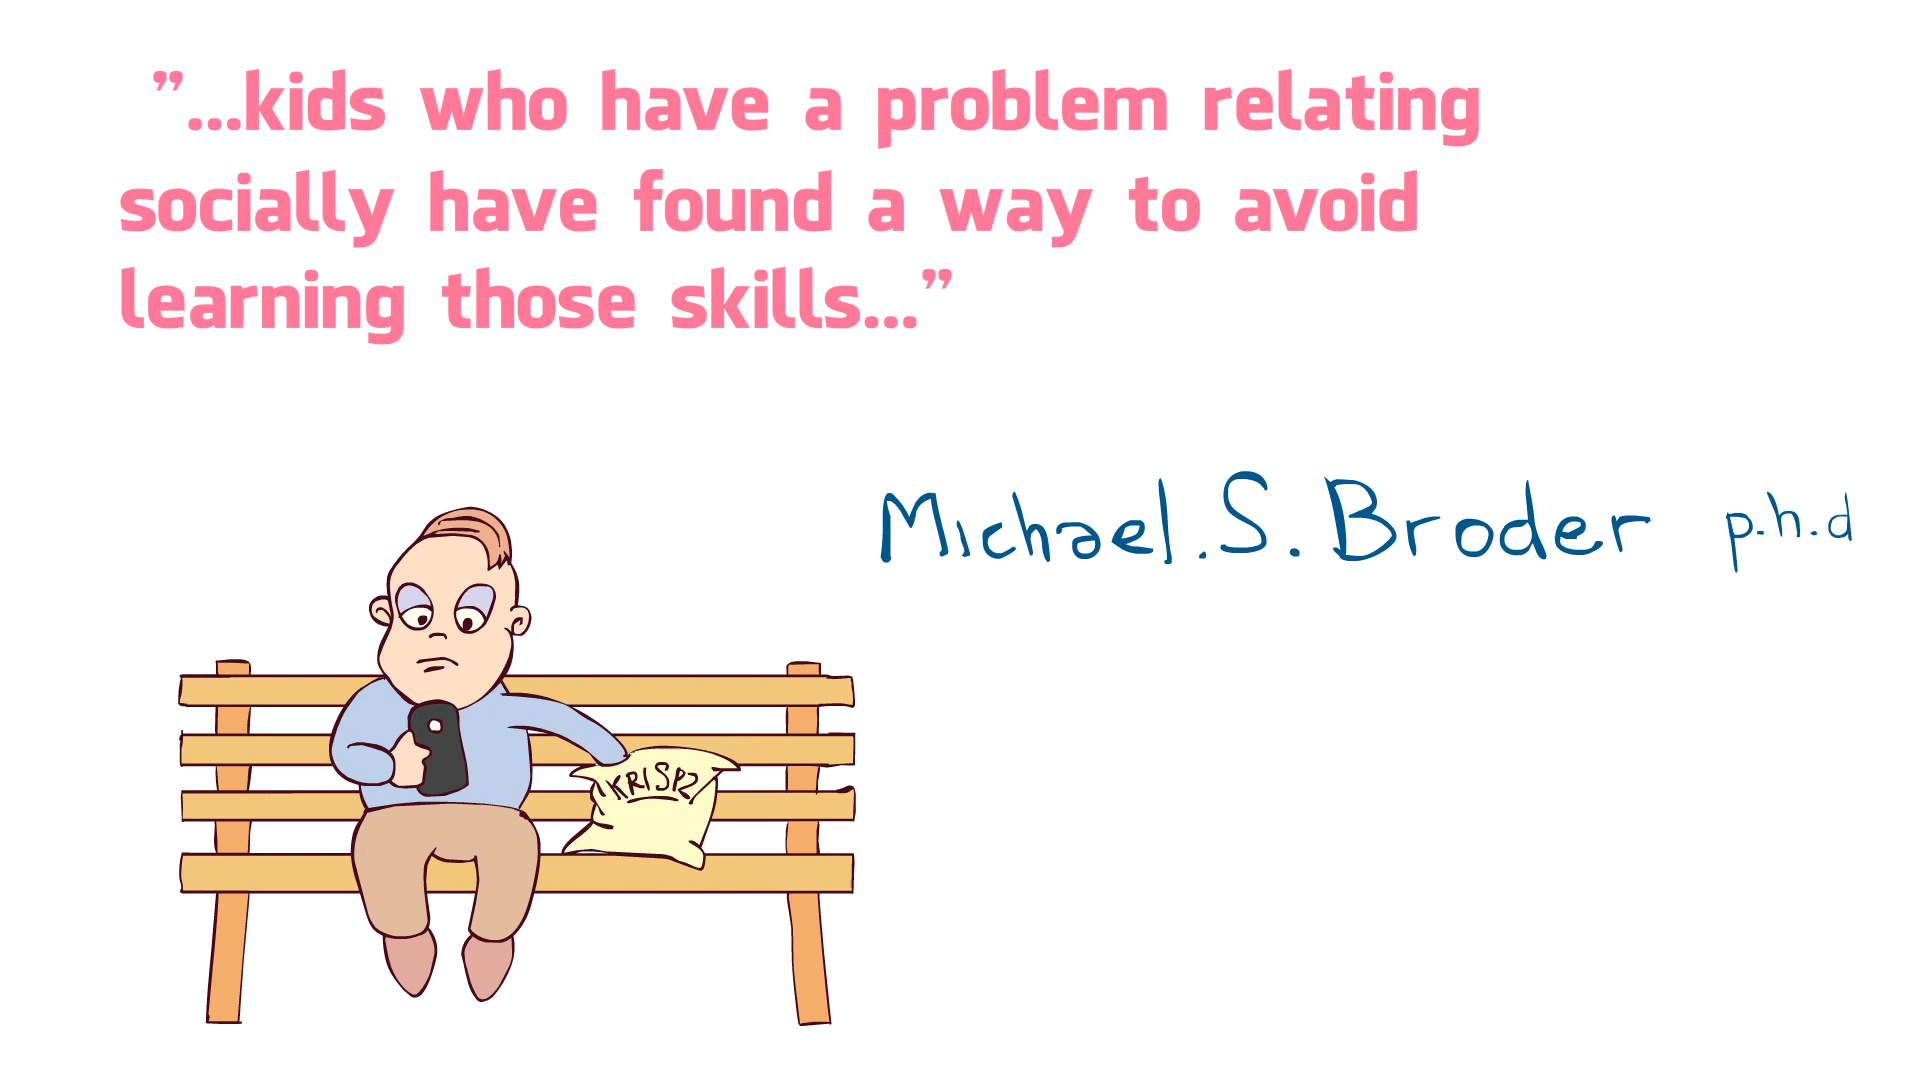 ”...kids who have a problem relating
socially have found a way to avoid
learning those skills...”
Michael.S.Broder p.h.d
KRISPZ